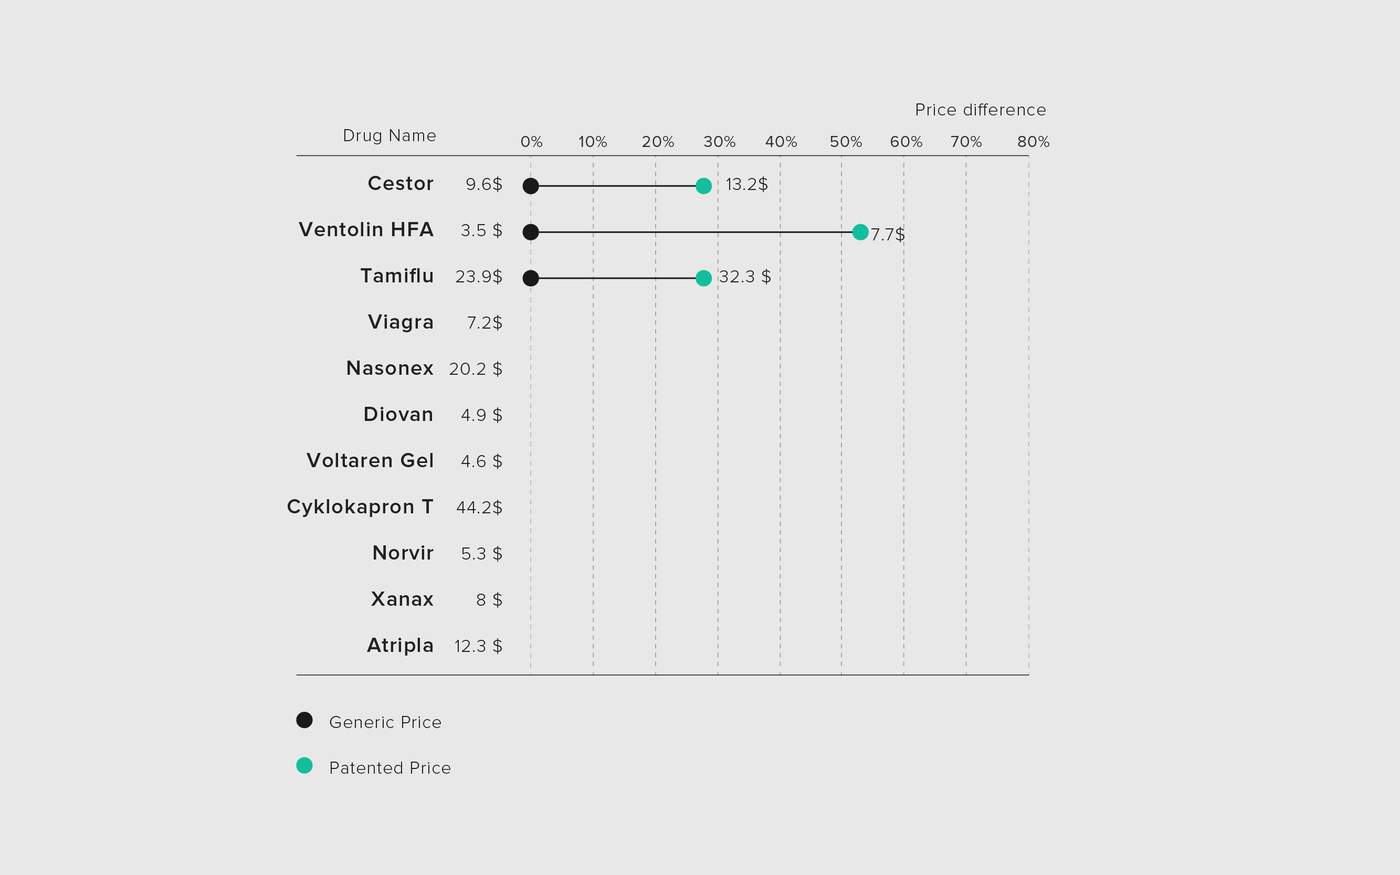 Price difference
Drug Name 0% 10% 20% 30% 40% 50% 60% 70% 80%
Cestor 9.6$ 13.2$
Ventolin HFA 3.5 $ 7.7$
Tamiflu 23.9$ 32.3 $
Viagra 7.2$
Nasonex 20.2 $
Diovan 4.9 $
Voltaren Gel 4.6 $
Cyklokapron T 44.2$
Norvir 5.3 $
Xanax 8 $
Atripla 12.3 $
Generic Price
Patented Price